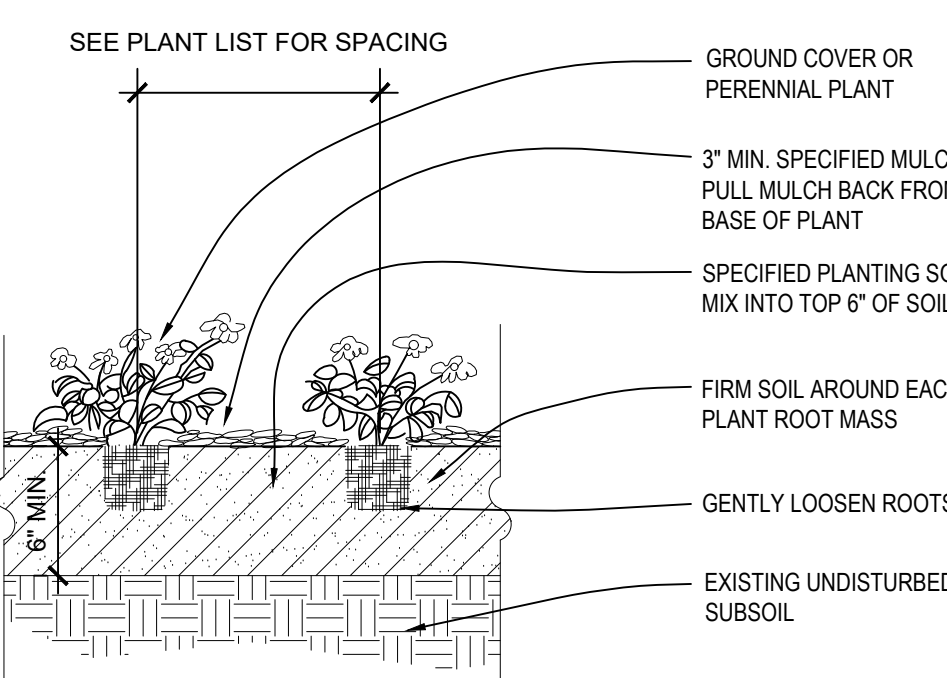 SEE PLANT LIST FOR SPACING
GROUND COVER OR
PERENNIAL PLANT
3" MIN. SPECIFIED MULC
PULL MULCH BACK FROM
BASE OF PLANT
SPECIFIED PLANTING SO
MIX INTO TOP 6" OF SOIL
FIRM SOIL AROUND EAC
PLANT ROOT MASS
GENTLY LOOSEN ROOTS
EXISTING UNDISTURBED
SUBSOIL
6" MIN.